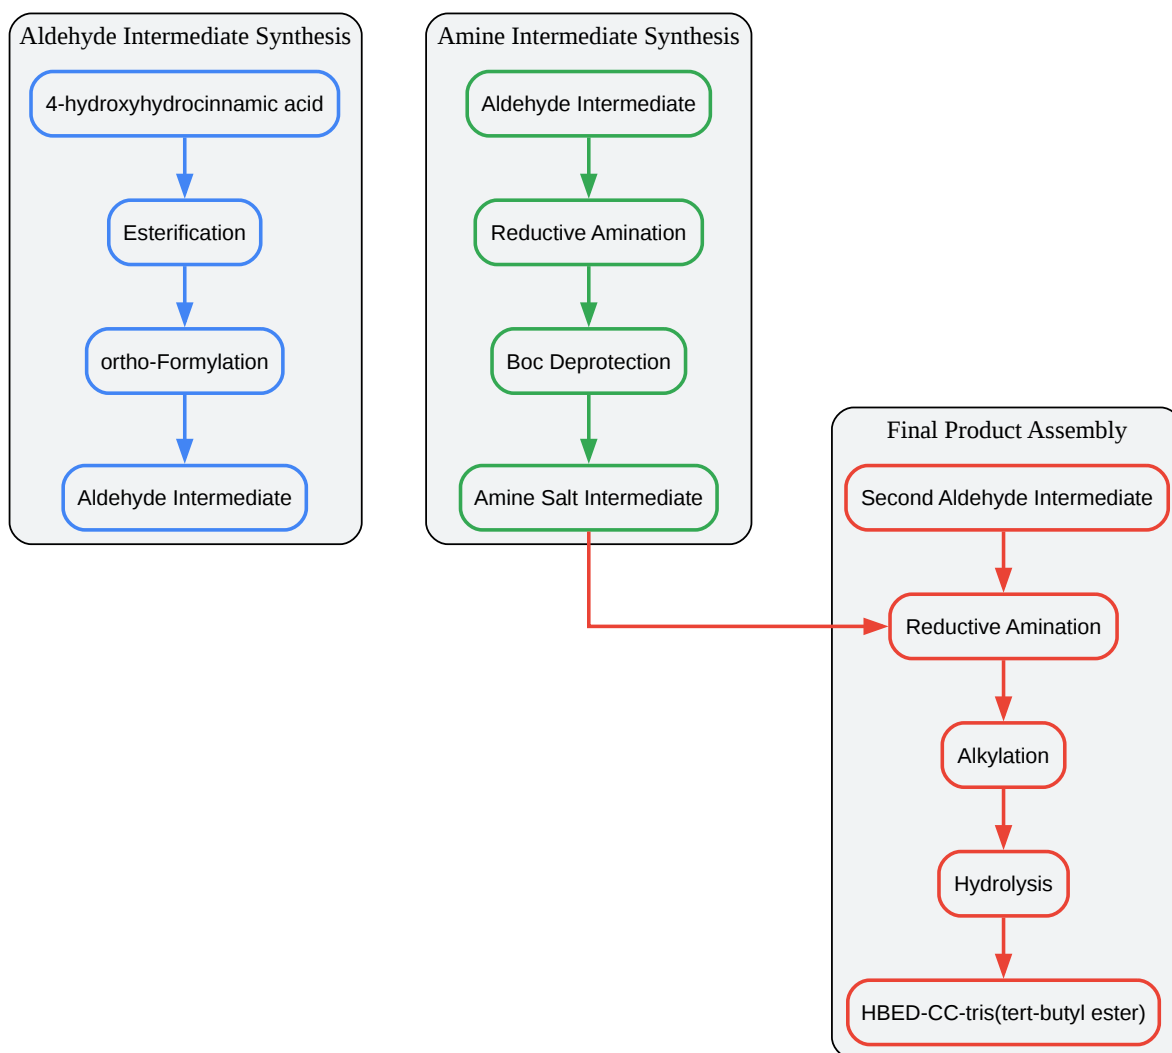 Aldehyde Intermediate Synthesis
4-hydroxyhydrocinnamic acid
Esterification
ortho-Formylation
Aldehyde Intermediate
Amine Intermediate Synthesis
Aldehyde Intermediate
Reductive Amination
Boc Deprotection
Amine Salt Intermediate
Final Product Assembly
Second Aldehyde Intermediate
Reductive Amination
Alkylation
Hydrolysis
HBED-CC-tris(tert-butyl ester)